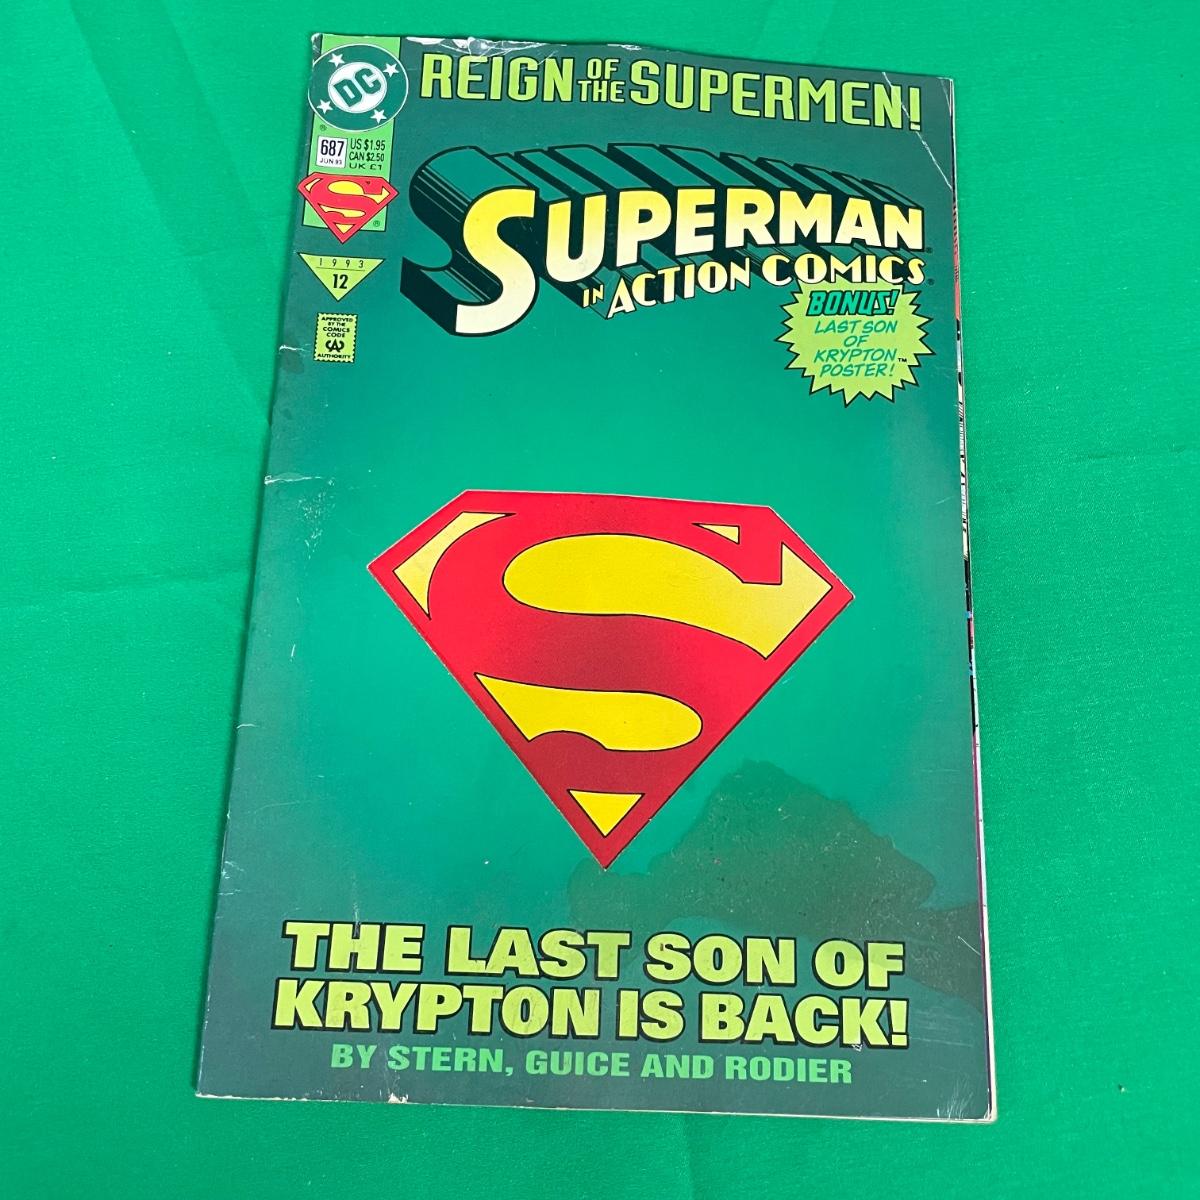 REIGN OF THE SUPERMEN!
DC
®
687
JUN 93
US $1.95
CAN $2.50
UK £1
S
®
1993
12
APPROVED
BY THE
COMICS
CODE
CA
AUTHORITY
SUPERMAN
IN ACTION COMICS
BONUS!
LAST SON
OF
KRYPTON™
POSTER!
S
THE LAST SON OF
KRYPTON IS BACK!
BY STERN, GUICE AND RODIER